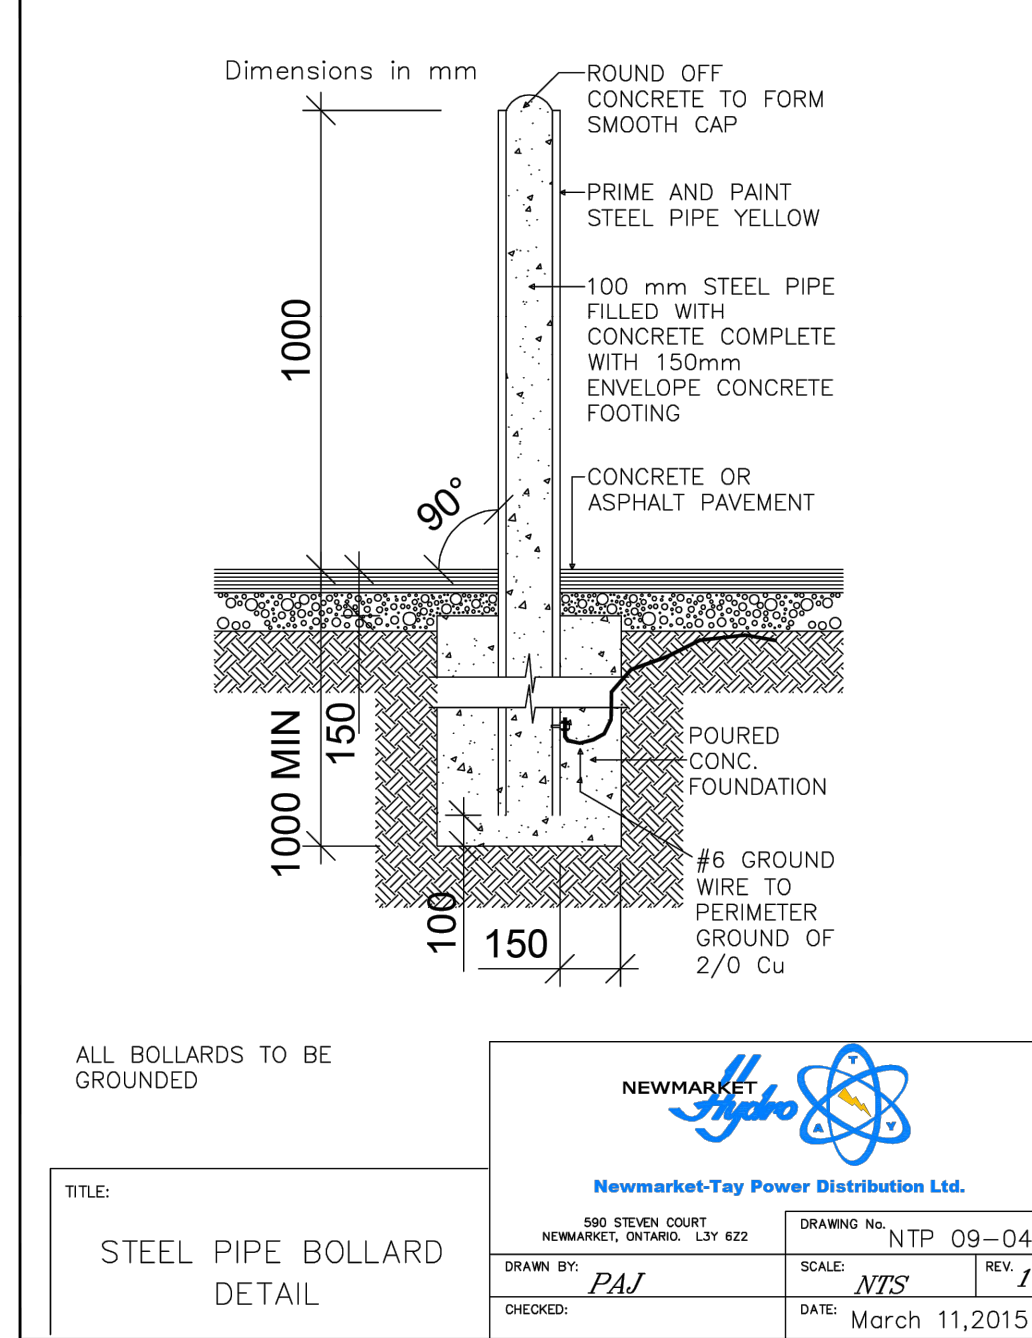 Dimensions in mm
ROUND OFF
CONCRETE TO FORM
SMOOTH CAP
PRIME AND PAINT
STEEL PIPE YELLOW
100 mm STEEL PIPE
FILLED WITH
CONCRETE COMPLETE
WITH 150mm
ENVELOPE CONCRETE
FOOTING
1000
90°
CONCRETE OR
ASPHALT PAVEMENT
1000 MIN
150
POURED
CONC.
FOUNDATION
#6 GROUND
WIRE TO
PERIMETER
GROUND OF
2/0 Cu
100
150
ALL BOLLARDS TO BE
GROUNDED
NEWMARKET
Hydro
T
A
Y
Newmarket-Tay Power Distribution Ltd.
TITLE:
STEEL PIPE BOLLARD
DETAIL
590 STEVEN COURT
NEWMARKET, ONTARIO. L3Y 6Z2
DRAWING No. NTP 09-04
DRAWN BY: PAJ
SCALE: NTS
REV. 1
CHECKED:
DATE: March 11,2015